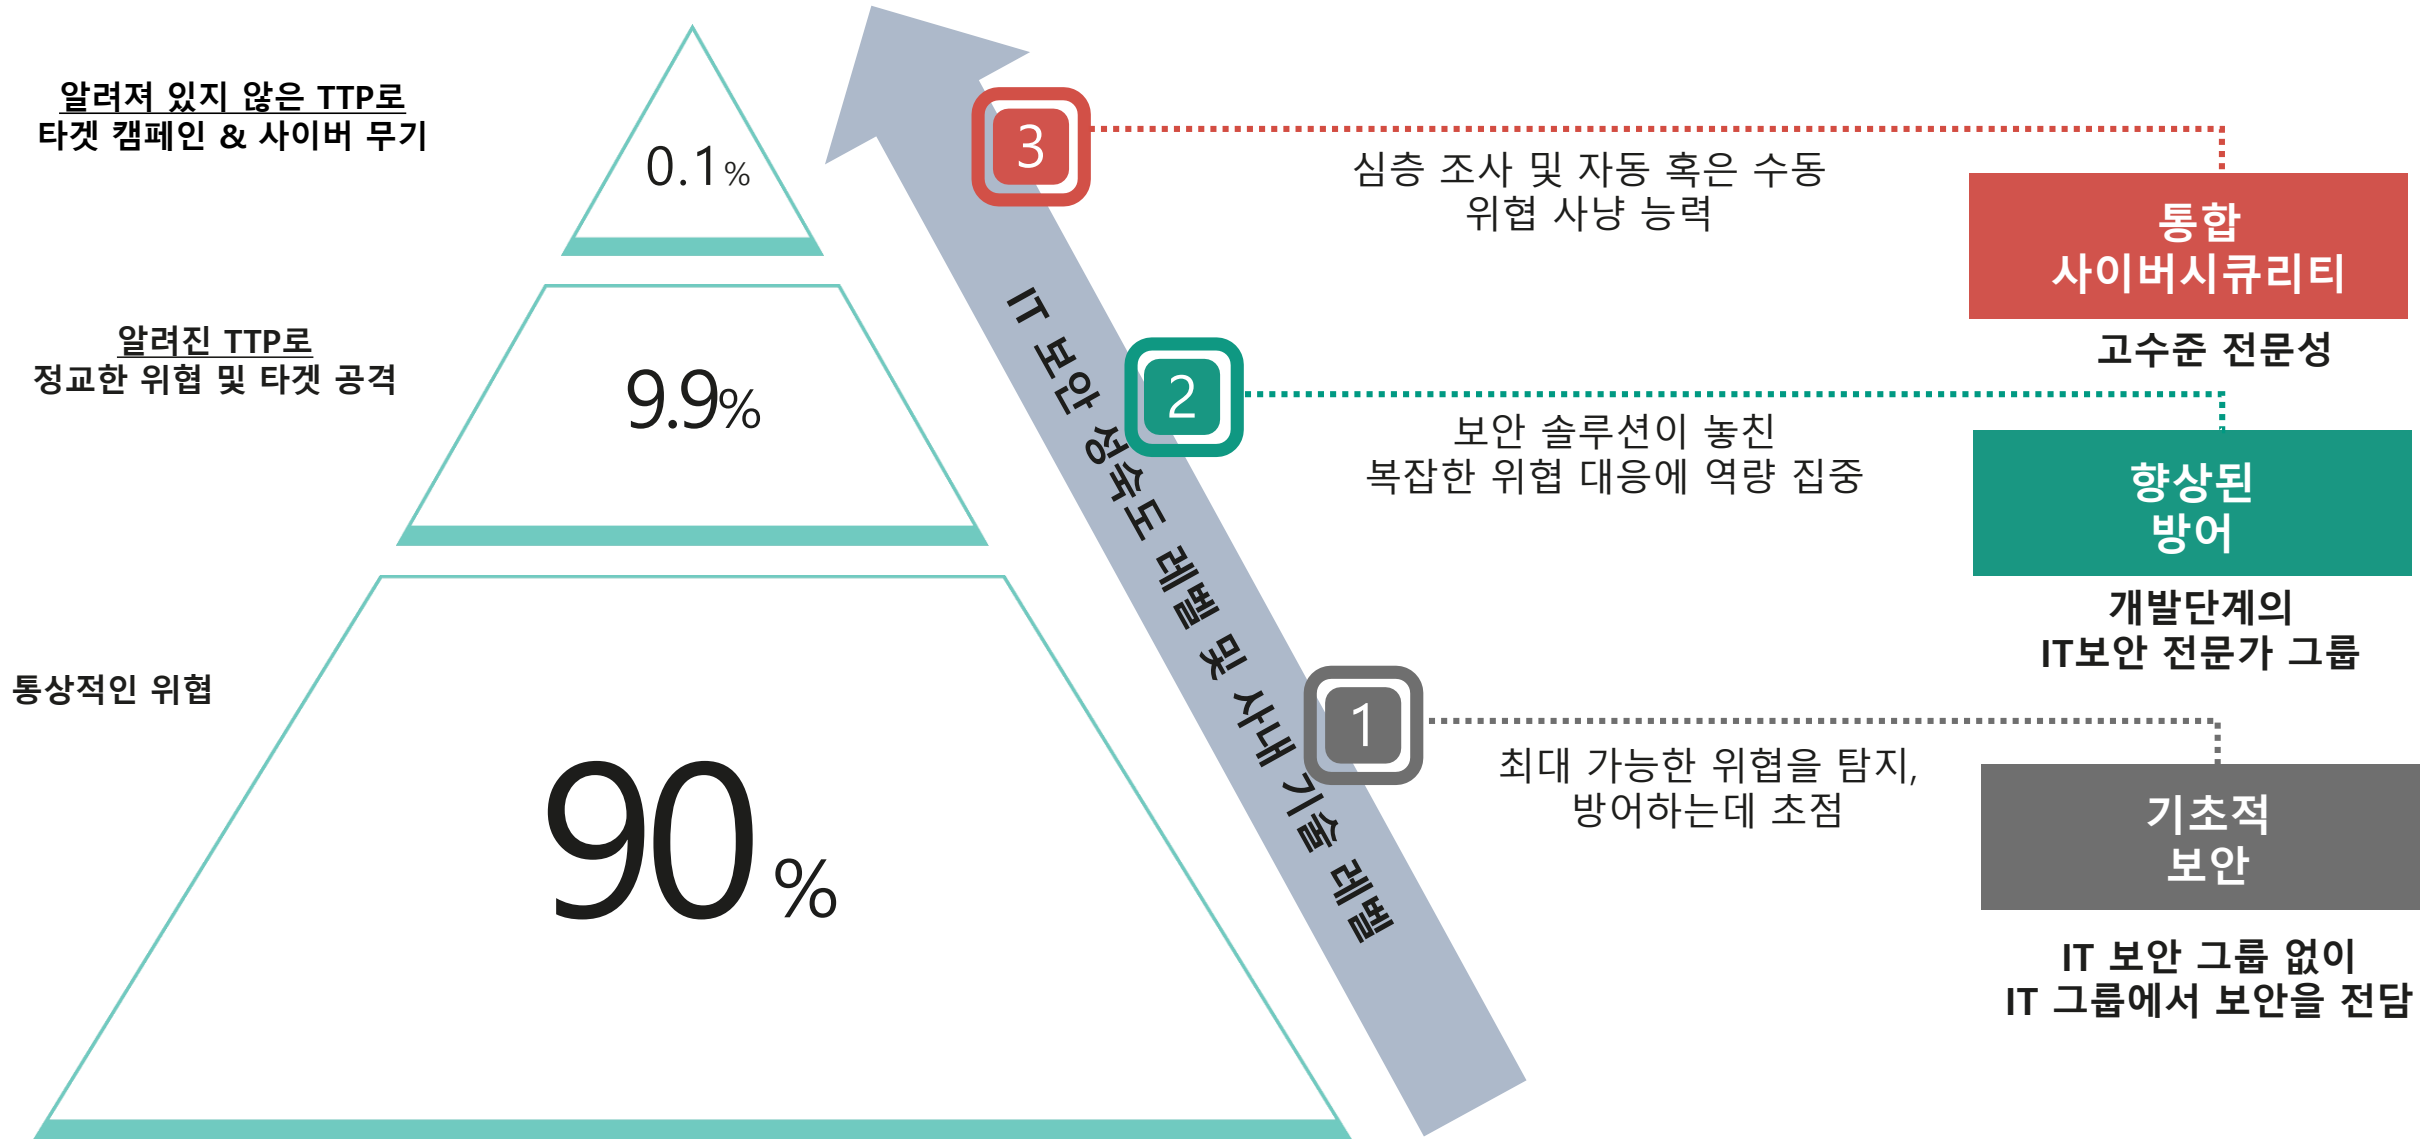 알려져 있지 않은 TTP로
타겟 캠페인 & 사이버 무기
0.1%
3
심층 조사 및 자동 혹은 수동
위협 사냥 능력
통합
사이버시큐리티
고수준 전문성
알려진 TTP로
정교한 위협 및 타겟 공격
9.9%
2
보안 솔루션이 놓친
복잡한 위협 대응에 역량 집중
향상된
방어
개발단계의
IT보안 전문가 그룹
IT 보안 성숙도 레벨 및 사내 기술 레벨
통상적인 위협
90 %
1
최대 가능한 위협을 탐지,
방어하는데 초점
기초적
보안
IT 보안 그룹 없이
IT 그룹에서 보안을 전담